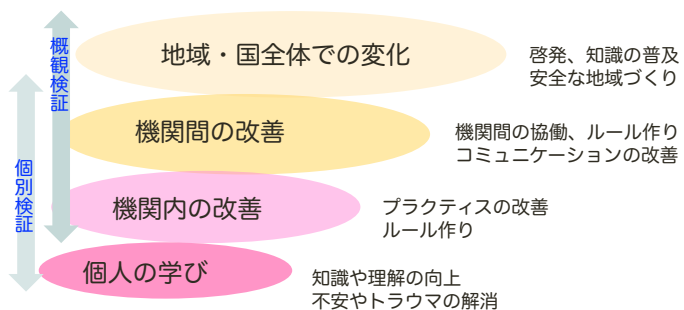 概観検証
個別検証
地域・国全体での変化
啓発、知識の普及
安全な地域づくり
機関間の改善
機関間の協働、ルール作り
コミュニケーションの改善
機関内の改善
プラクティスの改善
ルール作り
個人の学び
知識や理解の向上
不安やトラウマの解消